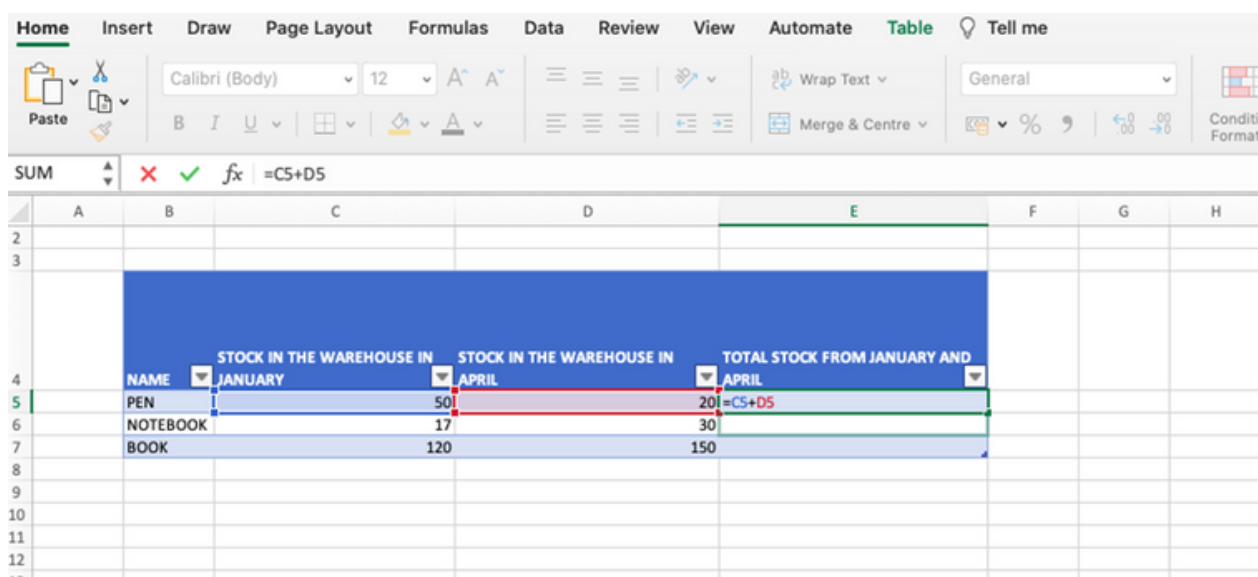 Home Insert Draw Page Layout Formulas Data Review View Automate Table Tell me
Calibri (Body) 12 A A Wrap Text General
Paste B I U A Merge & Centre % Conditi
Format
SUM fx =C5+D5
A B C D E F G H
2
3
STOCK IN THE WAREHOUSE IN STOCK IN THE WAREHOUSE IN TOTAL STOCK FROM JANUARY AND
4 NAME JANUARY APRIL APRIL
5 PEN 50 20 =C5+D5
6 NOTEBOOK 17 30
7 BOOK 120 150
8
9
10
11
12